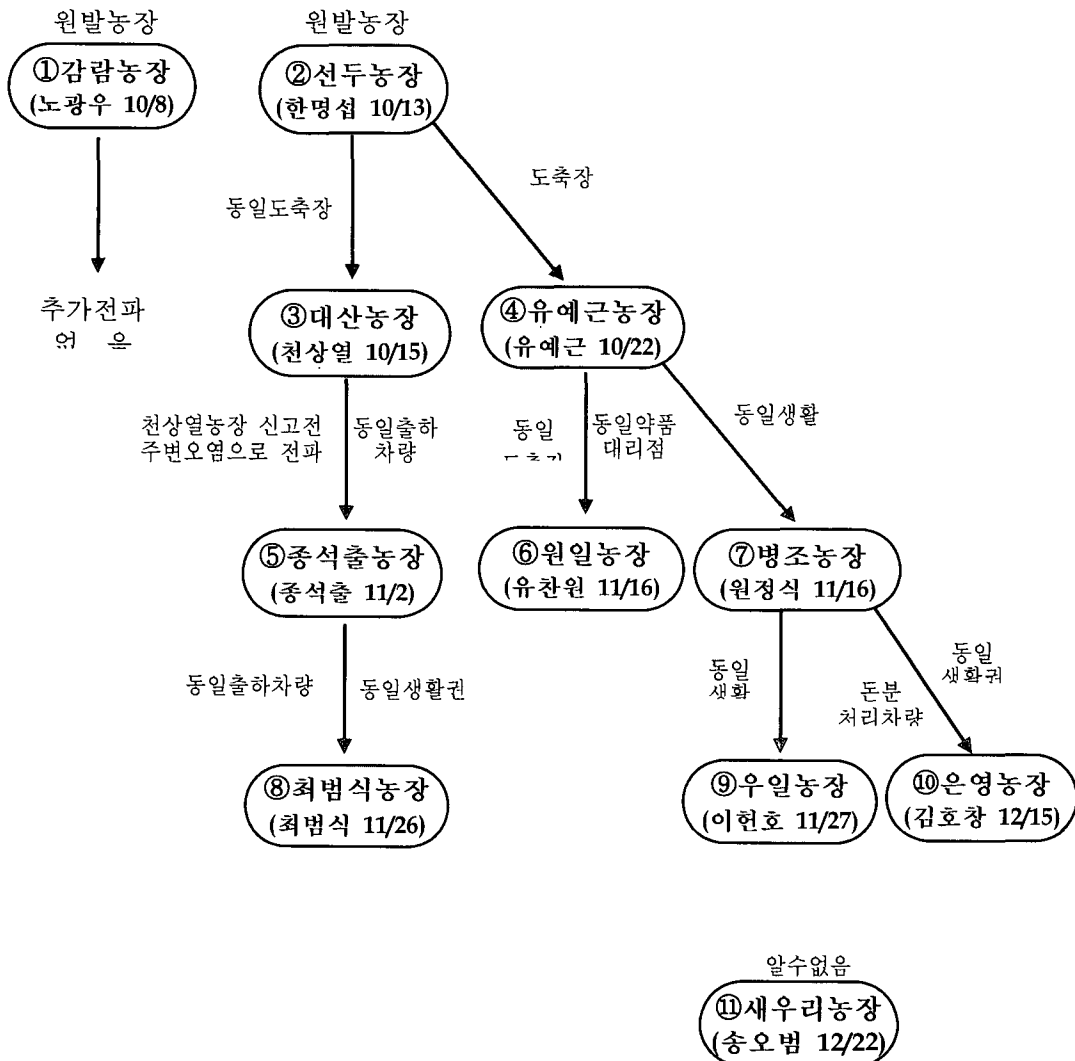 원발농장
원발농장
①감람농장
(노광우 10/8)
②선두농장
(한명섭 10/13)
도축장
동일도축장
추가전파
없 음
③대산농장
(천상열 10/15)
④유예근농장
(유예근 10/22)
천상열농장 신고전
주변오염으로 전파
동일출하
차량
동일
동일약품
대리점
동일생활
⑤종석출농장
(종석출 11/2)
⑥원일농장
(유찬원 11/16)
⑦병조농장
(원정식 11/16)
동일출하차량
동일생활권
동일
생활
돈분
처리차량
동일
생활권
⑧최범식농장
(최범식 11/26)
⑨우일농장
(이헌호 11/27)
⑩은영농장
(김호창 12/15)
알수없음
⑪새우리농장
(송오범 12/22)